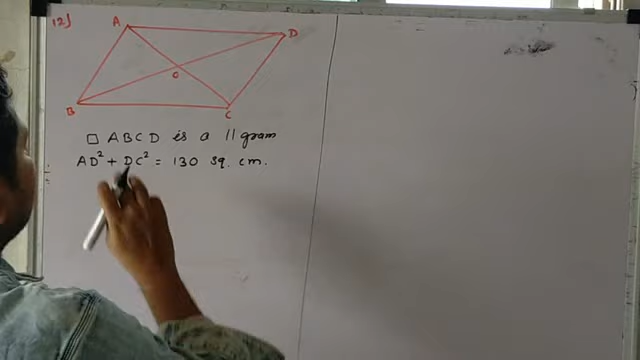 12)
A
D
O
B
C
□ ABCD is a || gram
AD² + DC² = 130 sq. cm.